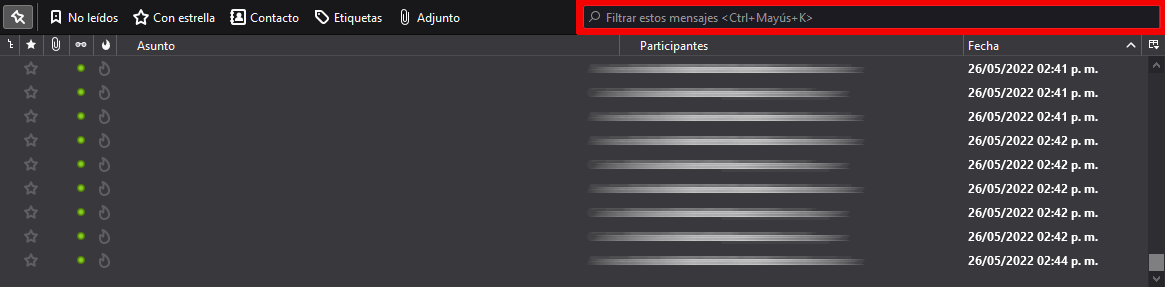 No leídos Con estrella Contacto Etiquetas Adjunto Filtrar estos mensajes <Ctrl+Mayús+K>
Asunto Participantes Fecha
26/05/2022 02:41 p. m.
26/05/2022 02:41 p. m.
26/05/2022 02:41 p. m.
26/05/2022 02:42 p. m.
26/05/2022 02:42 p. m.
26/05/2022 02:42 p. m.
26/05/2022 02:42 p. m.
26/05/2022 02:42 p. m.
26/05/2022 02:44 p. m.